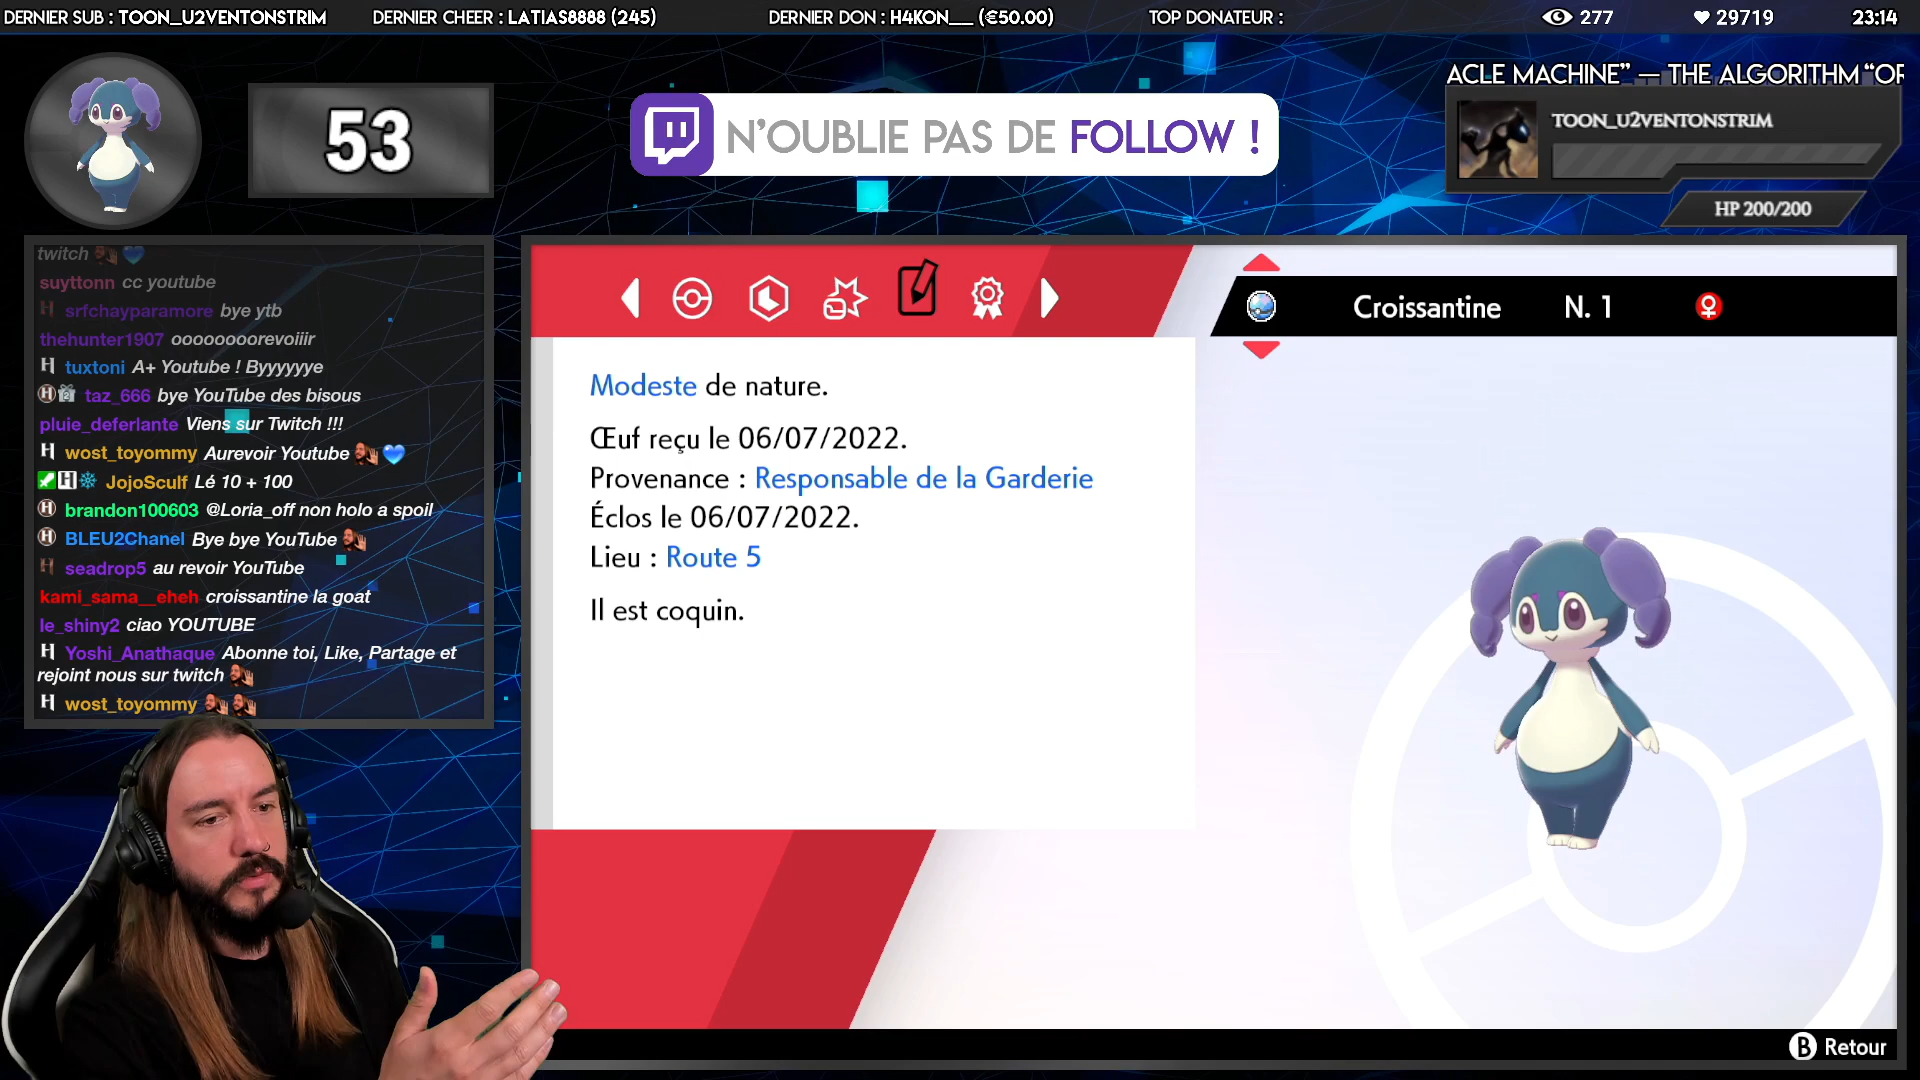 DERNIER SUB : TOON_U2VENTONSTRIM
DERNIER CHEER : LATIAS8888 (245)
DERNIER DON : H4KON__ (€50.00)
TOP DONATEUR :
277
29719
23:14
53
N'OUBLIE PAS DE FOLLOW !
ACLE MACHINE” — THE ALGORITHM “OR
TOON_U2VENTONSTRIM
HP 200/200
twitch
suyttonn cc youtube
srfchayparamore bye ytb
thehunter1907 oooooooorevoiiir
tuxtoni A+ Youtube ! Byyyyyye
taz_666 bye YouTube des bisous
pluie_deferlante Viens sur Twitch !!!
wost_toyommy Aurevoir Youtube
JojoSculf Lé 10 + 100
brandon100603 @Loria_off non holo a spoil
BLEU2Chanel Bye bye YouTube
seadrop5 au revoir YouTube
kami_sama__eheh croissantine la goat
le_shiny2 ciao YOUTUBE
Yoshi_Anathaque Abonne toi, Like, Partage et
rejoint nous sur twitch
wost_toyommy
Croissantine N. 1
Modeste de nature.
Œuf reçu le 06/07/2022.
Provenance : Responsable de la Garderie
Éclos le 06/07/2022.
Lieu : Route 5
Il est coquin.
B Retour